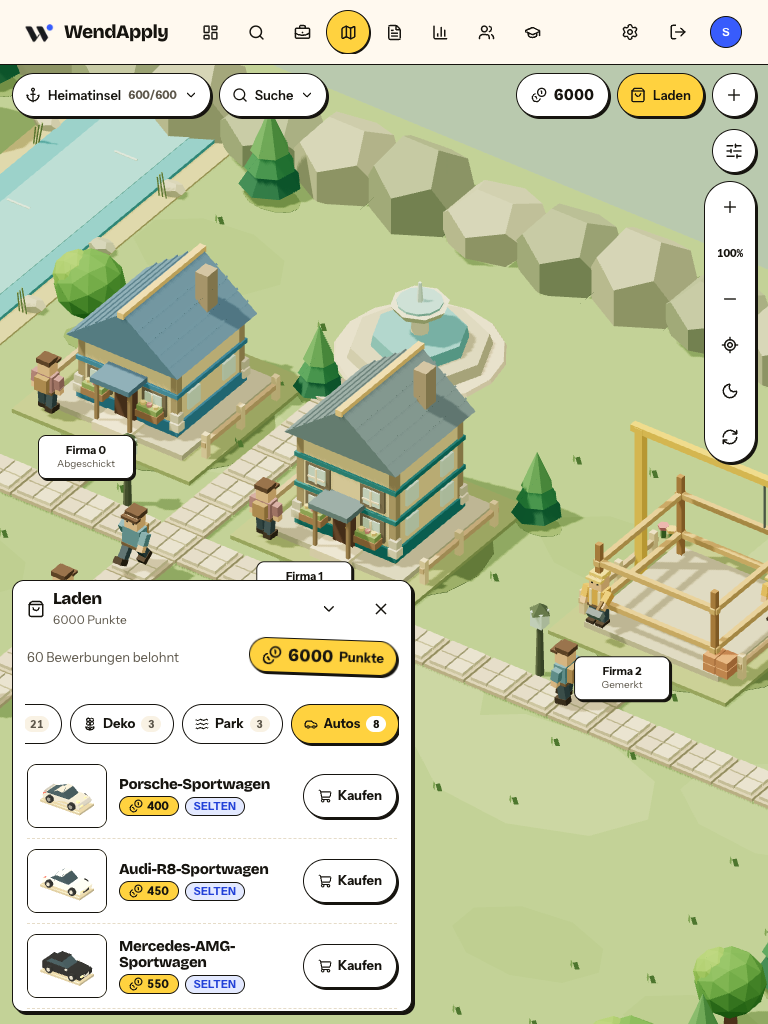 WendApply
S
Heimatinsel 600/600
Suche
6000
Laden
100%
Firma 0
Abgeschickt
Firma 1
Firma 2
Gemerkt
Laden
6000 Punkte
60 Bewerbungen belohnt
6000 Punkte
21
Deko 3
Park 3
Autos 8
Porsche-Sportwagen
400 SELTEN
Kaufen
Audi-R8-Sportwagen
450 SELTEN
Kaufen
Mercedes-AMG-
Sportwagen
550 SELTEN
Kaufen